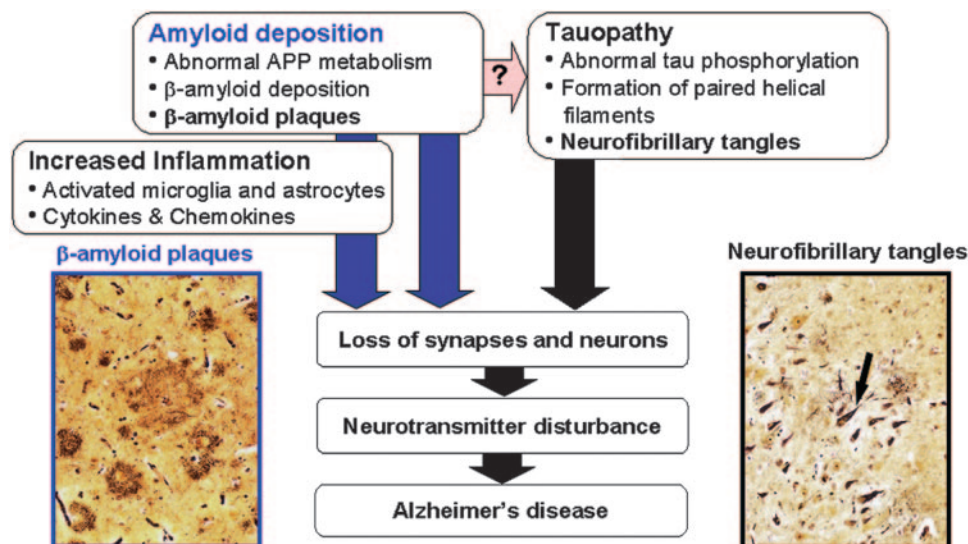 Amyloid deposition
• Abnormal APP metabolism
• β-amyloid deposition
• β-amyloid plaques
?
Tauopathy
• Abnormal tau phosphorylation
• Formation of paired helical
filaments
• Neurofibrillary tangles
Increased Inflammation
• Activated microglia and astrocytes
• Cytokines & Chemokines
β-amyloid plaques
Neurofibrillary tangles
Loss of synapses and neurons
Neurotransmitter disturbance
Alzheimer's disease